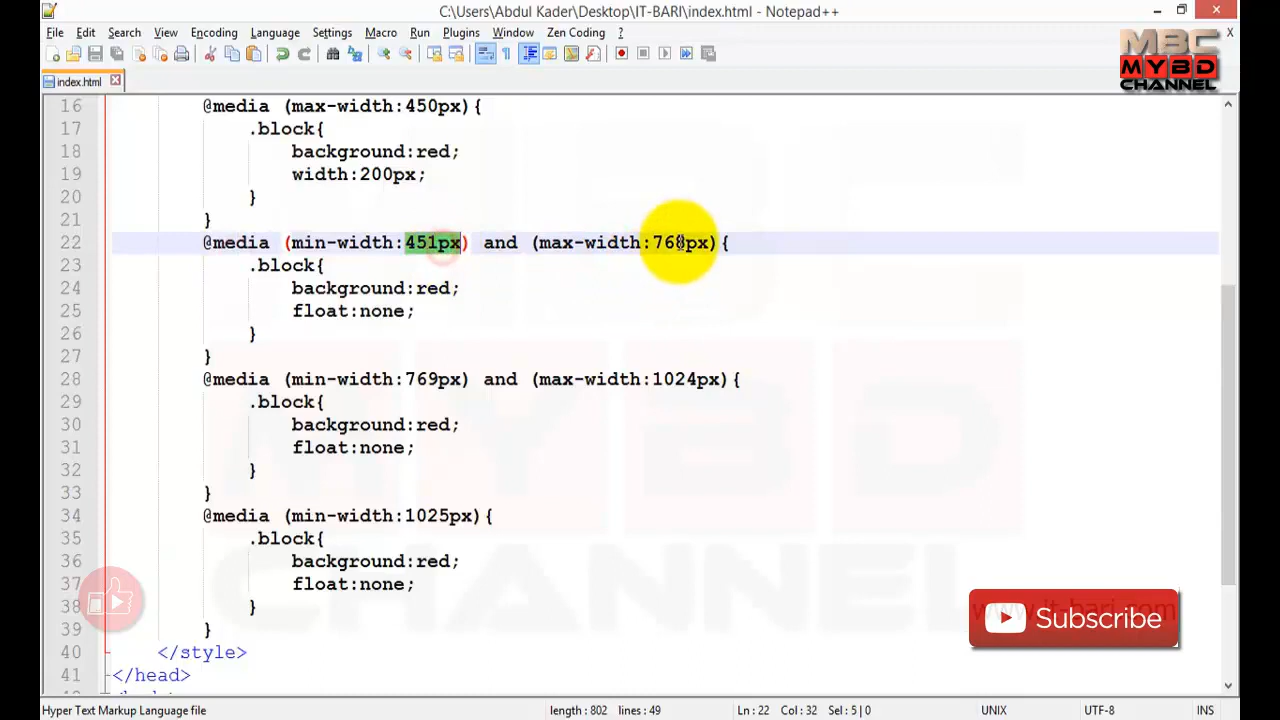 C:\Users\Abdul Kader\Desktop\IT-BARI\index.html - Notepad++
File Edit Search View Encoding Language Settings Macro Run Plugins Window Zen Coding ? X
MBC
MYBD
CHANNEL
index.html
16 @media (max-width:450px){
17 .block{
18 background:red;
19 width:200px;
20 }
21 }
22 @media (min-width:451px) and (max-width:768px){
23 .block{
24 background:red;
25 float:none;
26 }
27 }
28 @media (min-width:769px) and (max-width:1024px){
29 .block{
30 background:red;
31 float:none;
32 }
33 }
34 @media (min-width:1025px){
35 .block{
36 background:red;
37 float:none;
38 }
39 }
40 </style>
41 </head>
MYBD
CHANNEL
www.it-bari.com
Subscribe
Hyper Text Markup Language file length : 802 lines : 49 Ln : 22 Col : 32 Sel : 5 | 0 UNIX UTF-8 INS